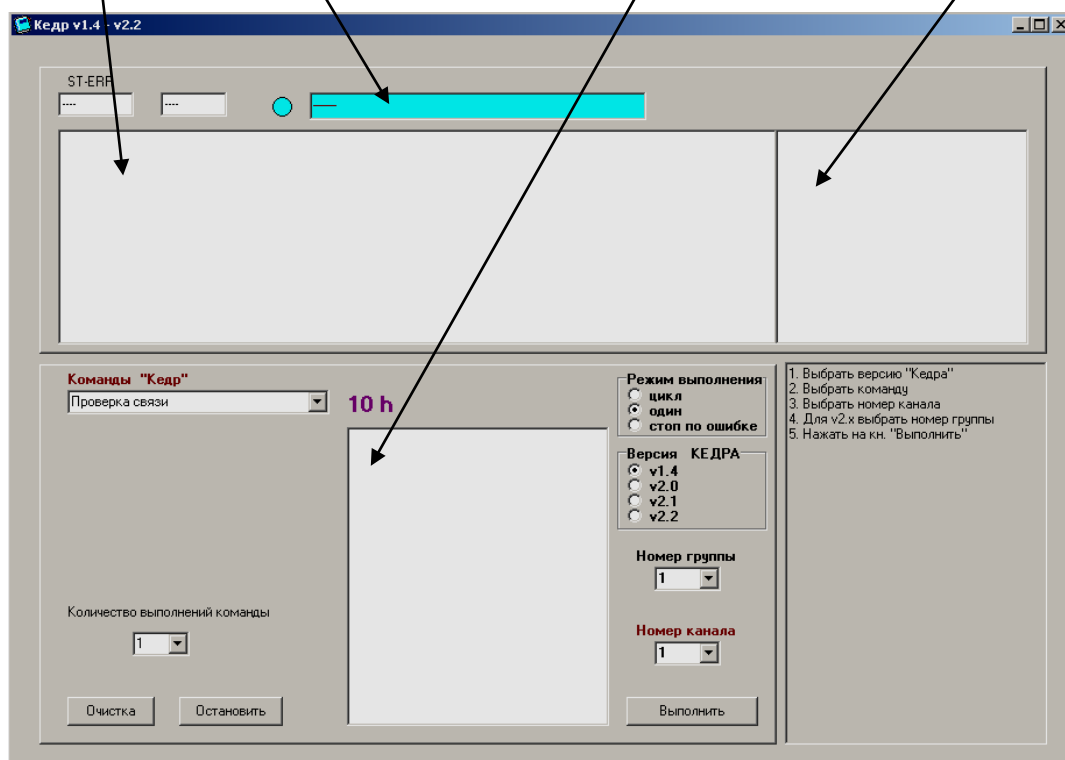 Кедр v1.4 - v2.2
ST-ERR
---- ----
----
Команды "Кедр"
Проверка связи
10 h
Режим выполнения
цикл
один
стоп по ошибке
Версия КЕДРА
v1.4
v2.0
v2.1
v2.2
Номер группы
1
Количество выполнений команды
1
Номер канала
1
Очистка
Остановить
Выполнить
1. Выбрать версию "Кедра"
2. Выбрать команду
3. Выбрать номер канала
4. Для v2.x выбрать номер группы
5. Нажать на кн. "Выполнить"